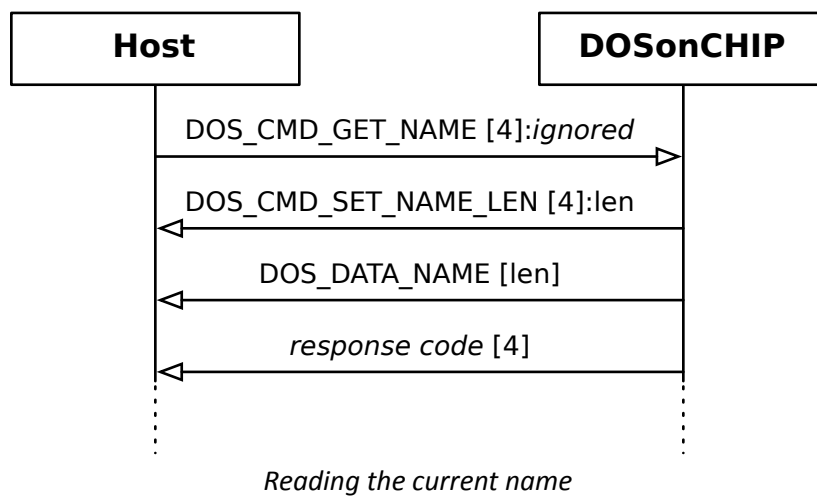 Host
DOSonCHIP
DOS_CMD_GET_NAME [4]:ignored
DOS_CMD_SET_NAME_LEN [4]:len
DOS_DATA_NAME [len]
response code [4]
Reading the current name